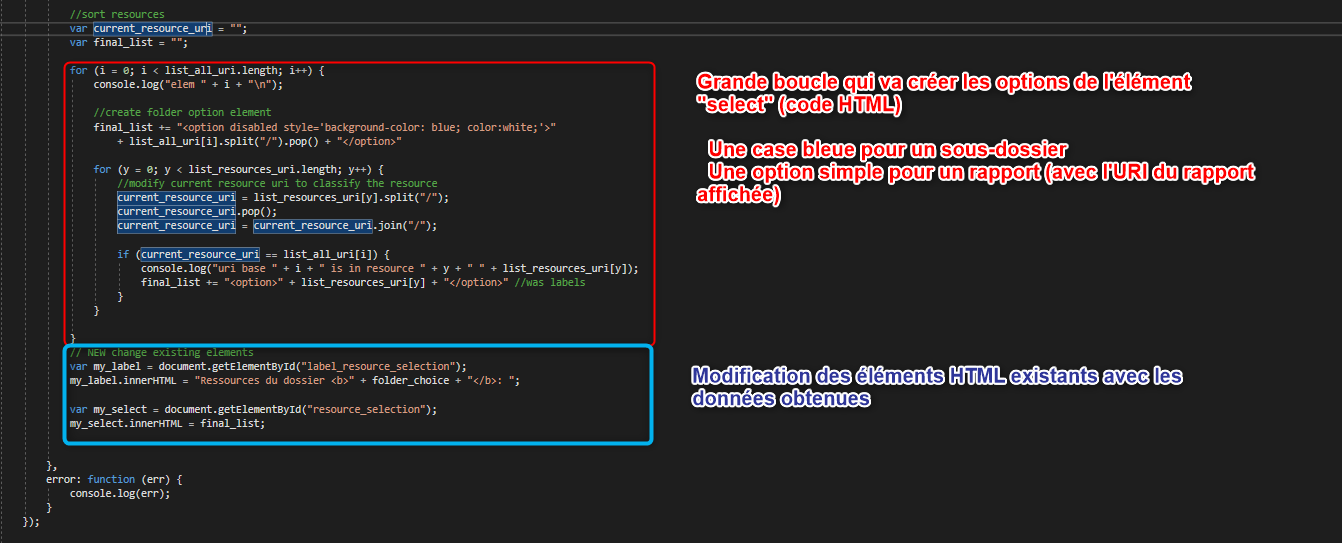 //sort resources
var current_resource_uri = "";
var final_list = "";
for (i = 0; i < list_all_uri.length; i++) {
console.log("elem " + i + "\n");
//create folder option element
final_list += "<option disabled style='background-color: blue; color:white;'>"
+ list_all_uri[i].split("/").pop() + "</option>"
for (y = 0; y < list_resources_uri.length; y++) {
//modify current resource uri to classify the resource
current_resource_uri = list_resources_uri[y].split("/");
current_resource_uri.pop();
current_resource_uri = current_resource_uri.join("/");
if (current_resource_uri == list_all_uri[i]) {
console.log("uri base " + i + " is in resource " + y + " " + list_resources_uri[y]);
final_list += "<option>" + list_resources_uri[y] + "</option>" //was labels
}
}
}
// NEW change existing elements
var my_label = document.getElementById("label_resource_selection");
my_label.innerHTML = "Ressources du dossier <b>" + folder_choice + "</b>: ";
var my_select = document.getElementById("resource_selection");
my_select.innerHTML = final_list;
},
error: function (err) {
console.log(err);
}
});
Grande boucle qui va créer les options de l'élément
"select" (code HTML)
Une case bleue pour un sous-dossier
Une option simple pour un rapport (avec l'URI du rapport
affichée)
Modification des éléments HTML existants avec les
données obtenues